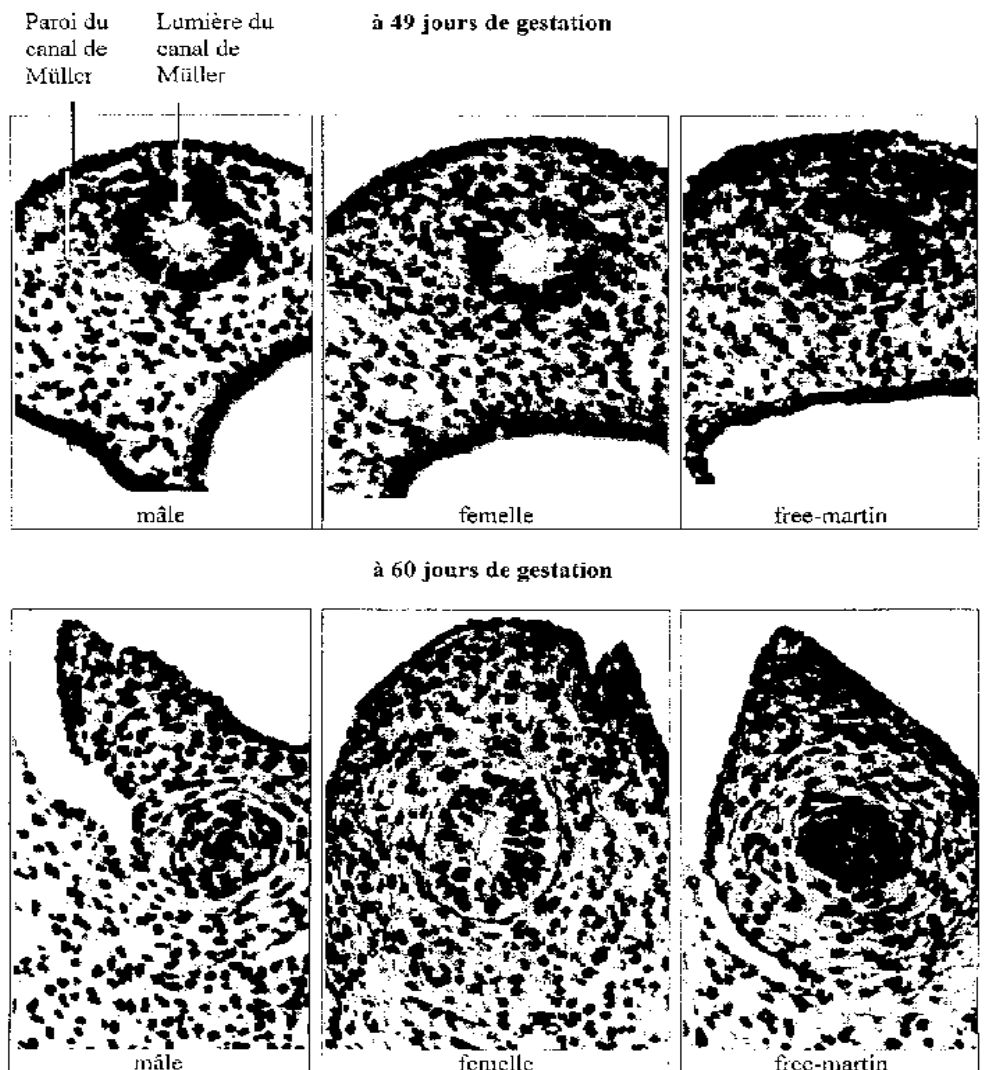 Paroi du
canal de
Müller
Lumière du
canal de
Müller
à 49 jours de gestation
mâle
femelle
free-martin
à 60 jours de gestation
mâle
femelle
free-martin